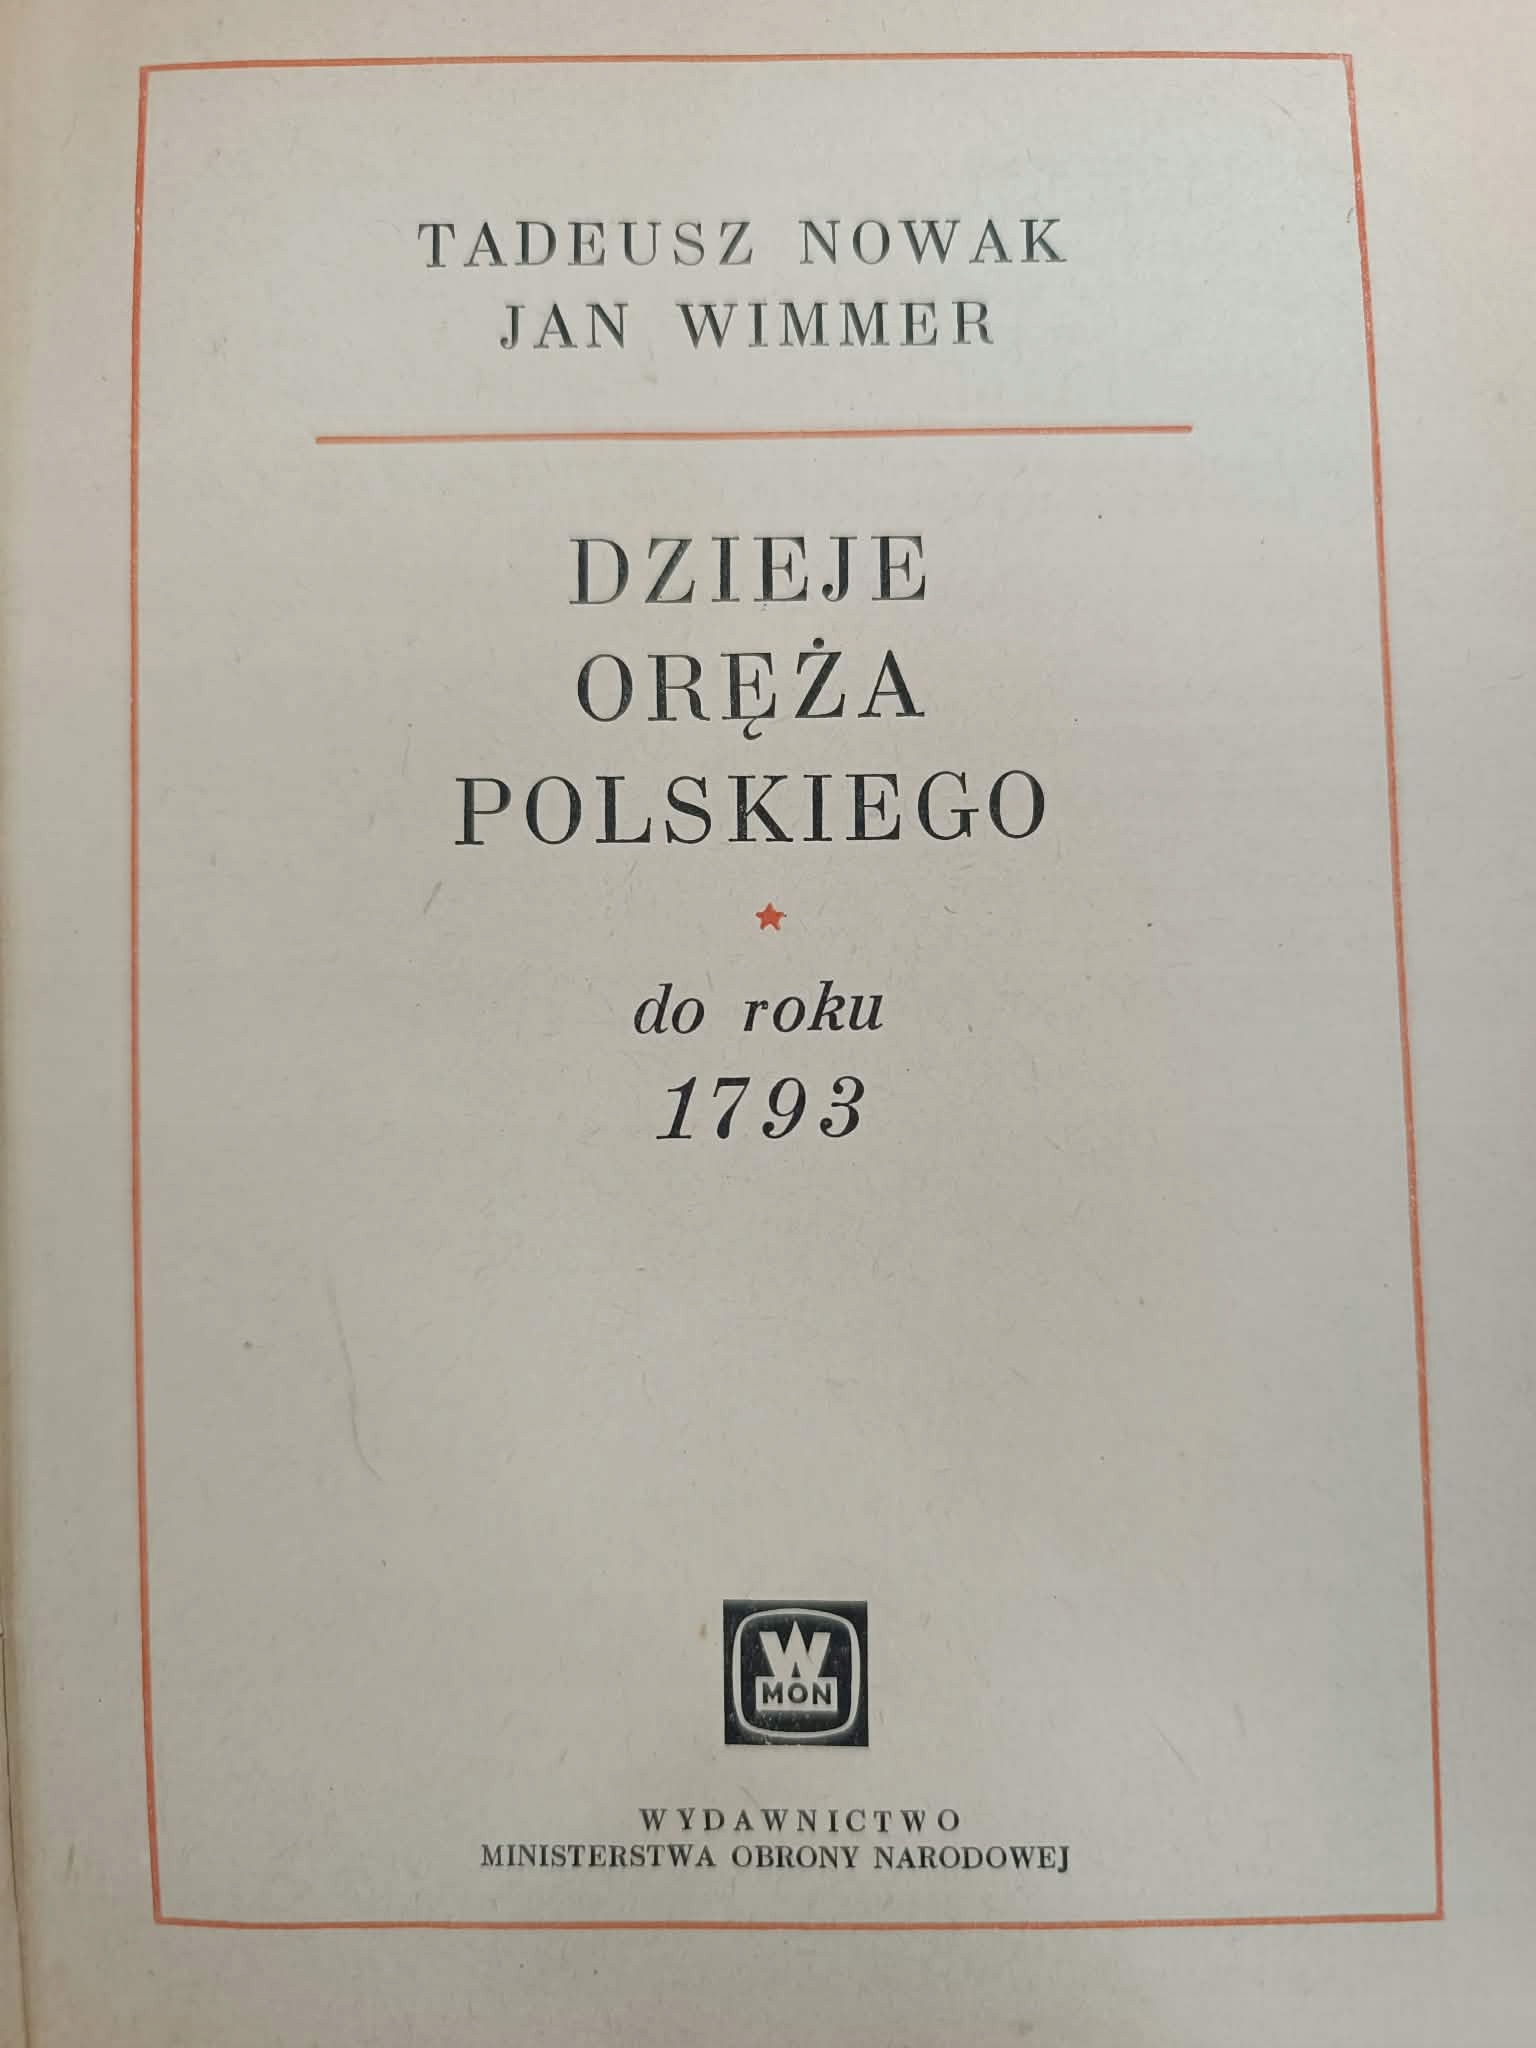 TADEUSZ NOWAK
JAN WIMMER
DZIEJE
ORĘŻA
POLSKIEGO
do roku
1793
W
MON
WYDAWNICTWO
MINISTERSTWA OBRONY NARODOWEJ